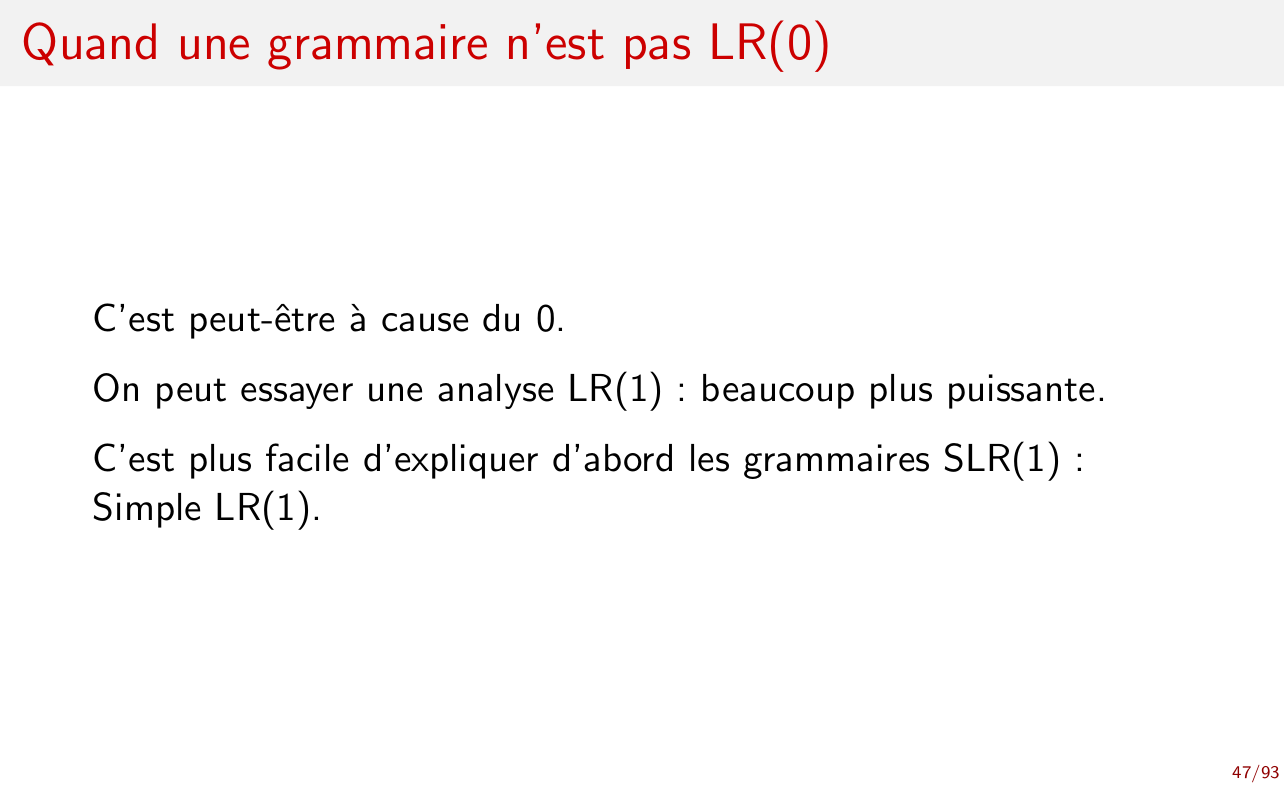 Quand une grammaire n'est pas LR(0)
C'est peut-être à cause du 0.
On peut essayer une analyse LR(1) : beaucoup plus puissante.
C'est plus facile d'expliquer d'abord les grammaires SLR(1) :
Simple LR(1).
47/93